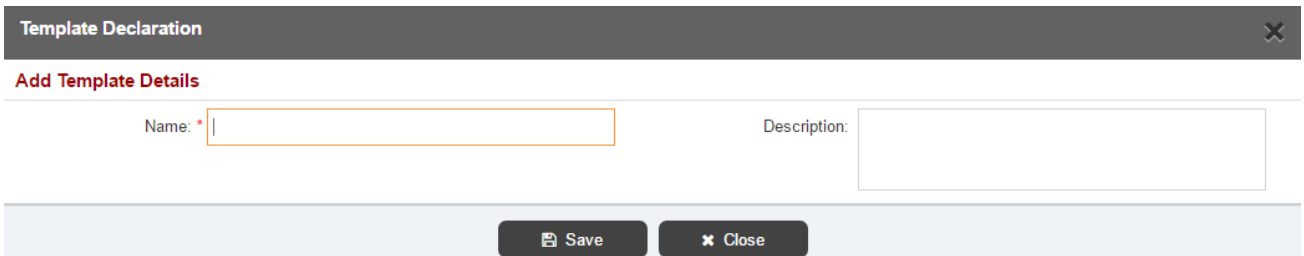 Template Declaration
Add Template Details
Name: *
Description:
Save
Close